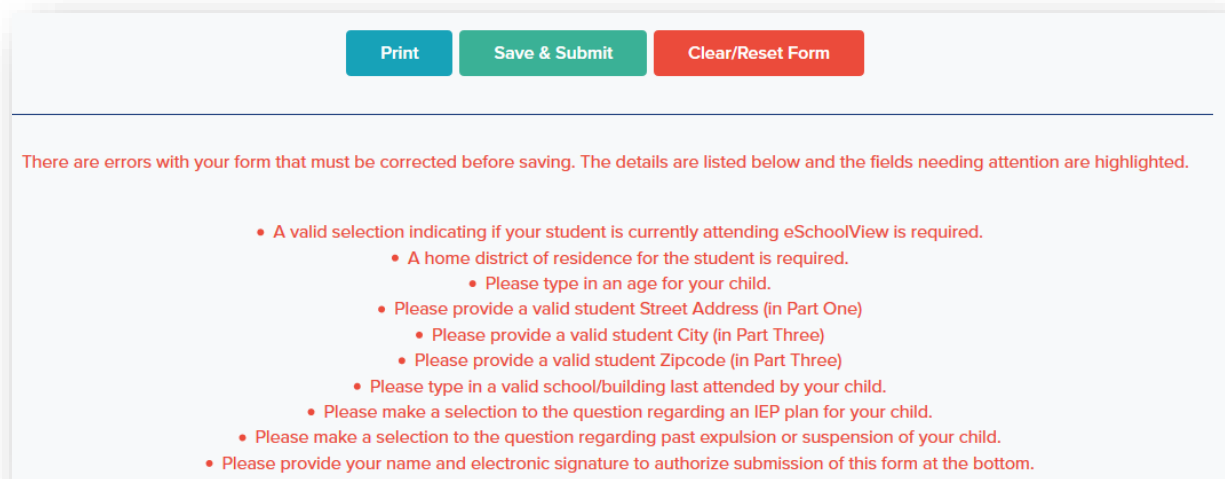 Print Save & Submit Clear/Reset Form
There are errors with your form that must be corrected before saving. The details are listed below and the fields needing attention are highlighted.
• A valid selection indicating if your student is currently attending eSchoolView is required.
• A home district of residence for the student is required.
• Please type in an age for your child.
• Please provide a valid student Street Address (in Part One)
• Please provide a valid student City (in Part Three)
• Please provide a valid student Zipcode (in Part Three)
• Please type in a valid school/building last attended by your child.
• Please make a selection to the question regarding an IEP plan for your child.
• Please make a selection to the question regarding past expulsion or suspension of your child.
• Please provide your name and electronic signature to authorize submission of this form at the bottom.